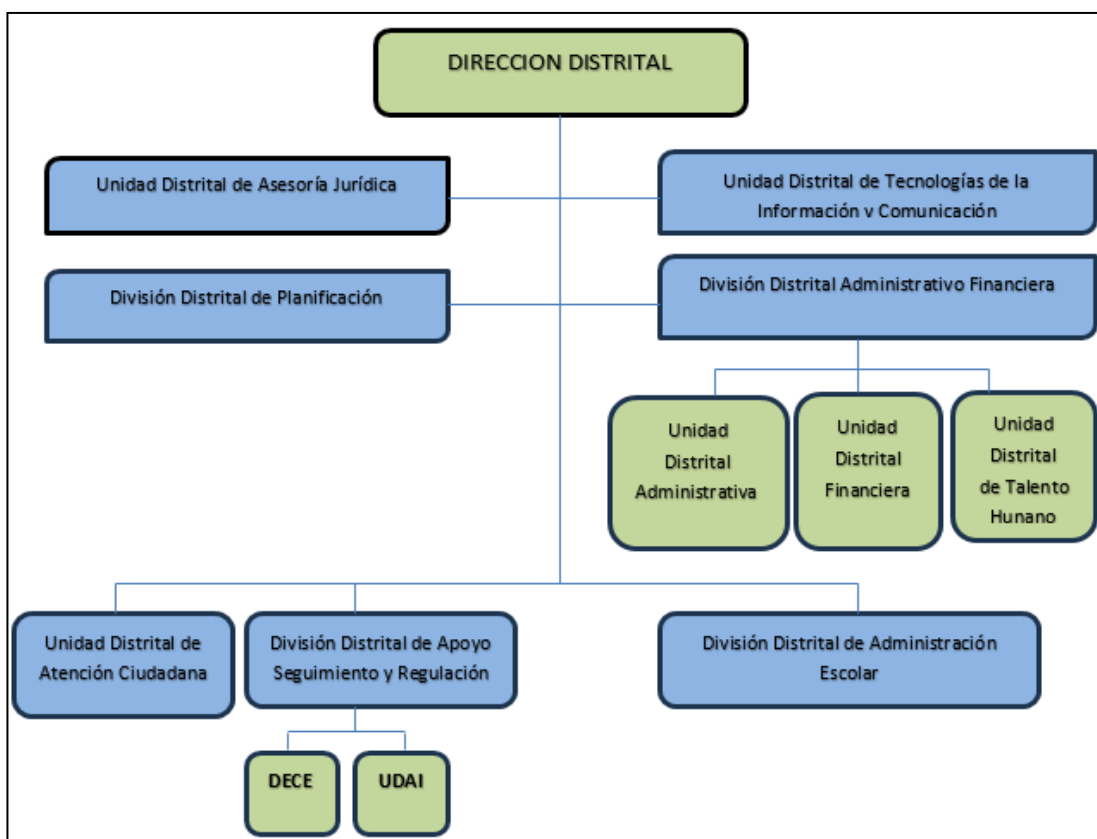 DIRECCION DISTRITAL
Unidad Distrital de Asesoría Jurídica
Unidad Distrital de Tecnologías de la
Información y Comunicación
División Distrital de Planificación
División Distrital Administrativo Financiera
Unidad
Distrital
Administrativa
Unidad
Distrital
Financiera
Unidad
Distrital
de Talento
Hunano
Unidad Distrital de
Atención Ciudadana
División Distrital de Apoyo
Seguimiento y Regulación
División Distrital de Administración
Escolar
DECE
UDAI